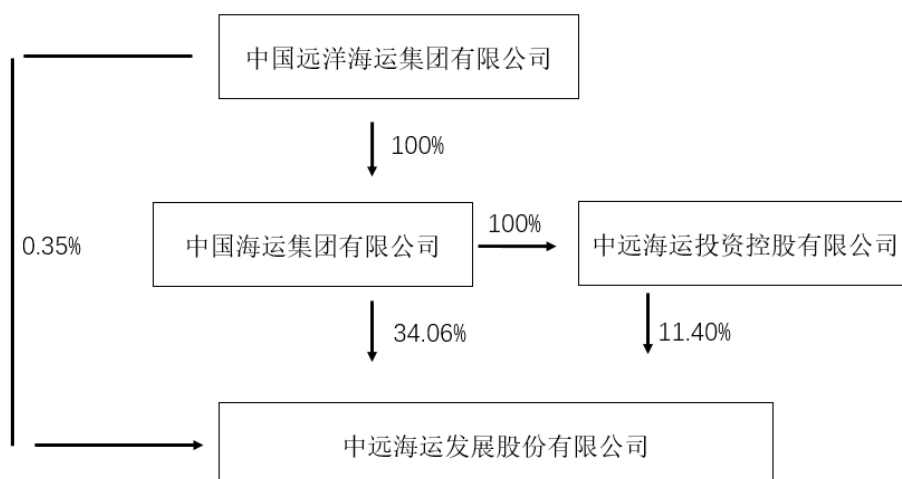 中国远洋海运集团有限公司
100%
中国海运集团有限公司
100%
中远海运投资控股有限公司
0.35%
34.06%
11.40%
中远海运发展股份有限公司